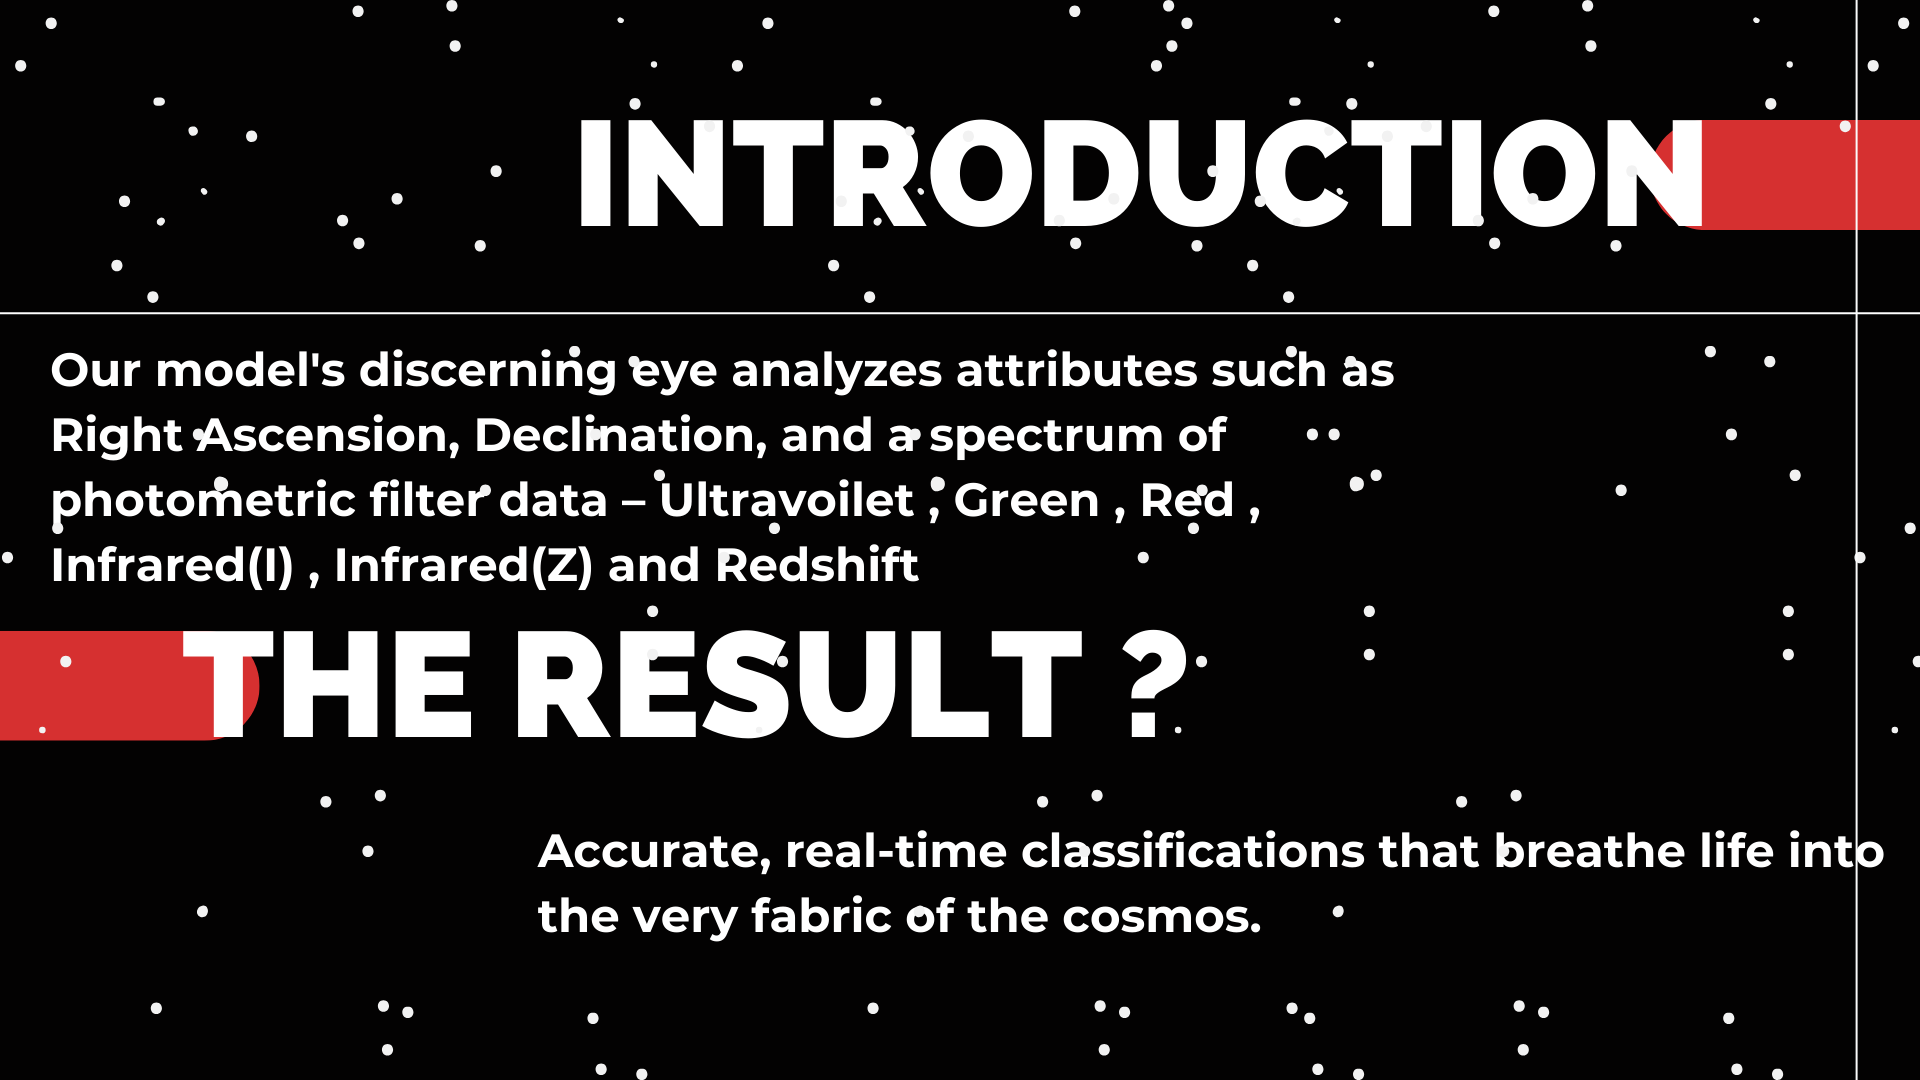 INTRODUCTION
Our model's discerning eye analyzes attributes such as
Right Ascension, Declination, and a spectrum of
photometric filter data – Ultravoilet , Green , Red ,
Infrared(I) , Infrared(Z) and Redshift
THE RESULT ?
Accurate, real-time classifications that breathe life into
the very fabric of the cosmos.